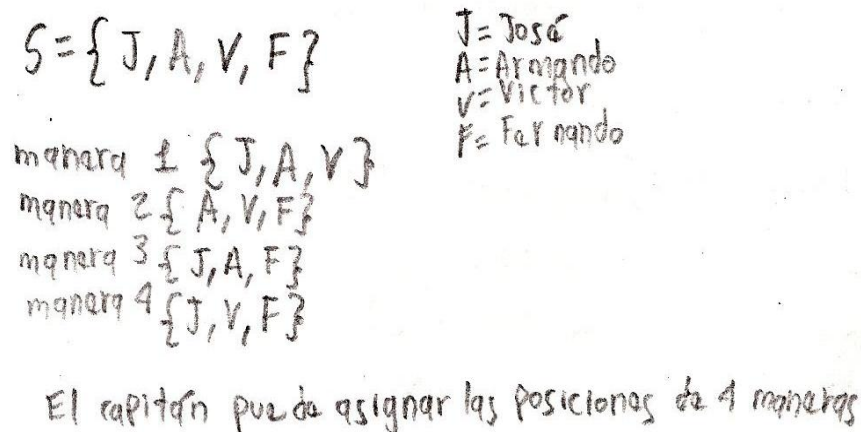 S={J, A, V, F}
J= José
A= Armando
V= Victor
F= Fernando
manera 1 {J, A, V}
manera 2 {A, V, F}
manera 3 {J, A, F}
manera 4 {J, V, F}
El capitán puede asignar las posiciones de 4 maneras